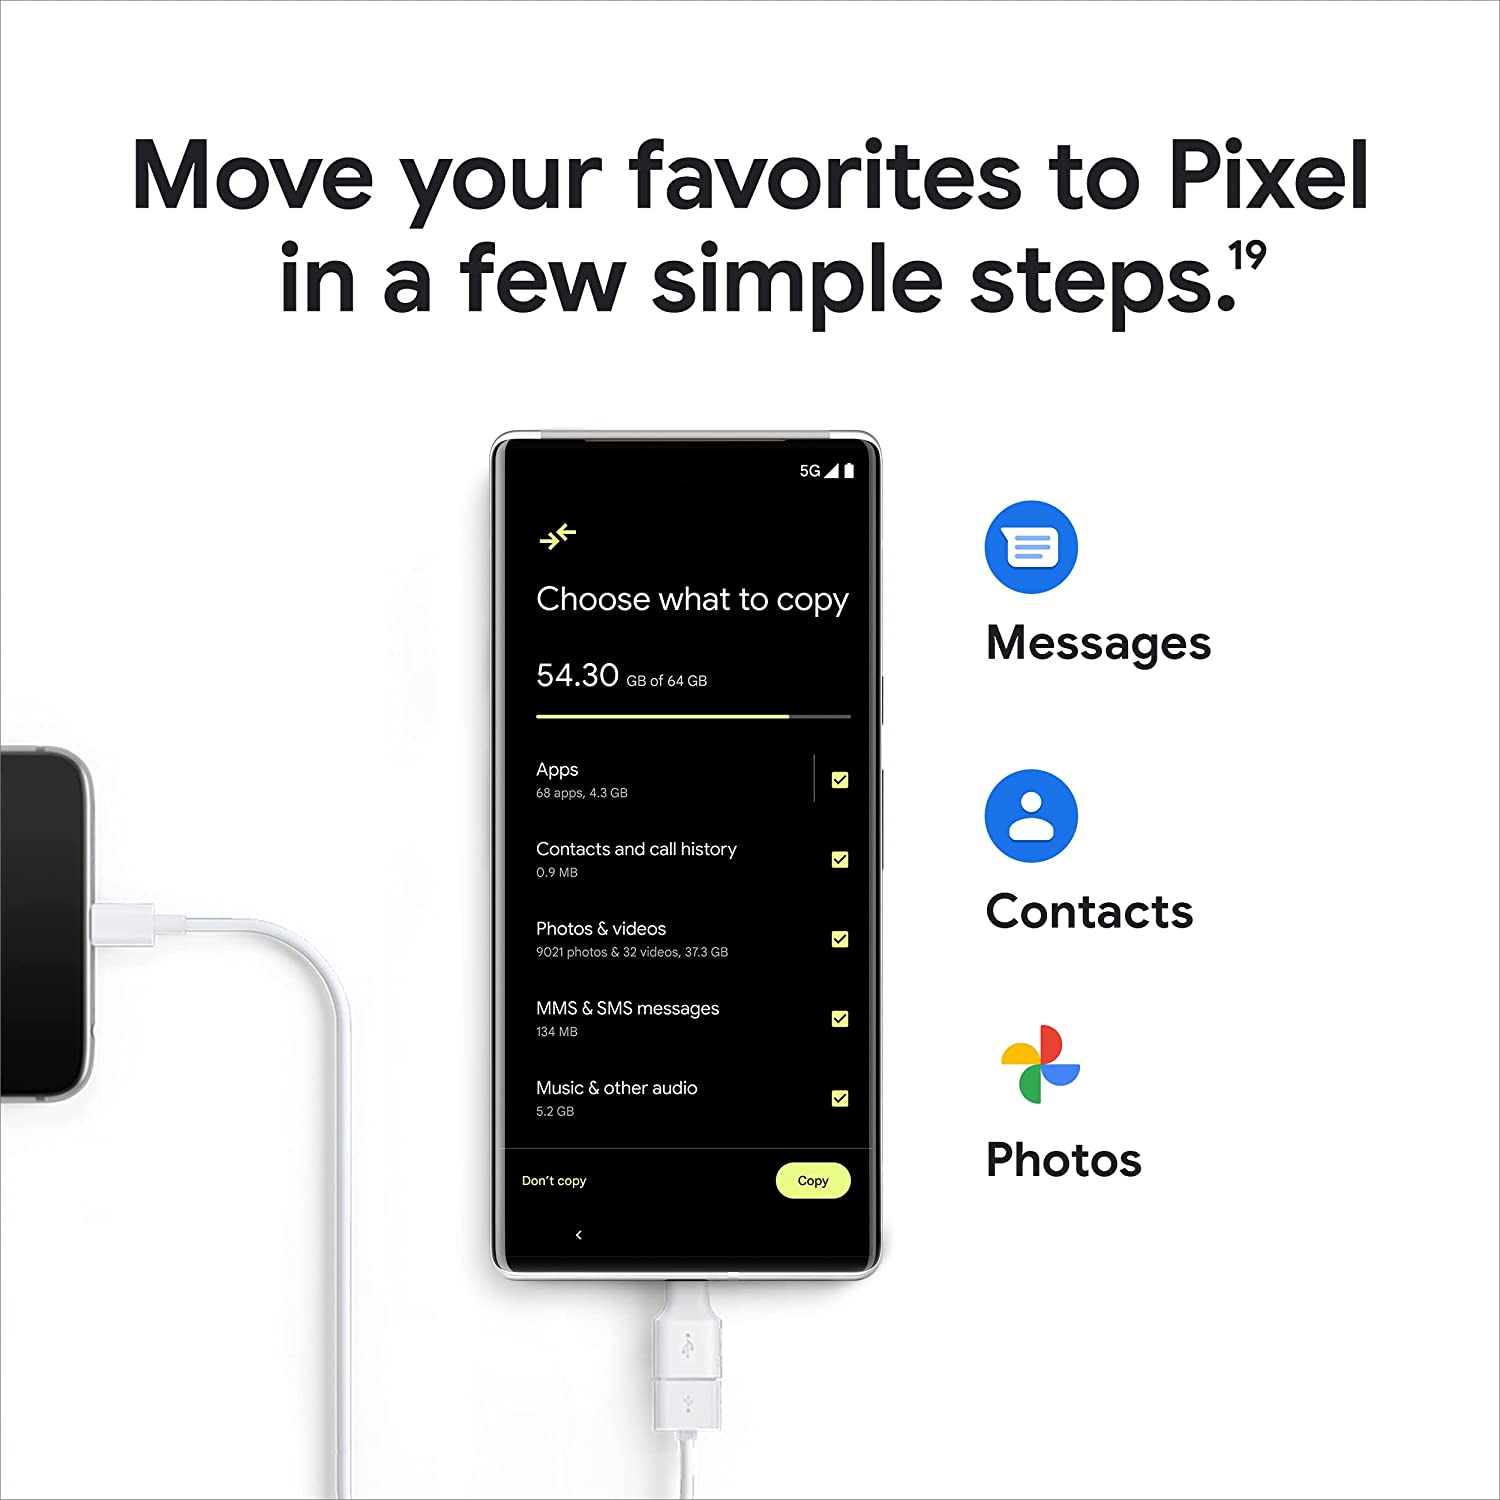 Move your favorites to Pixel
in a few simple steps.19
5G
Choose what to copy
54.30 GB of 64 GB
Apps
68 apps, 4.3 GB
Contacts and call history
0.9 MB
Photos & videos
9021 photos & 32 videos, 37.3 GB
MMS & SMS messages
134 MB
Music & other audio
5.2 GB
Don't copy
Copy
Messages
Contacts
Photos